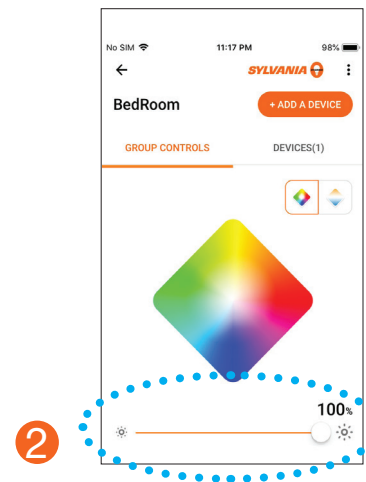 No SIM 11:17 PM 98%
SYLVANIA
BedRoom + ADD A DEVICE
GROUP CONTROLS DEVICES(1)
100%
2